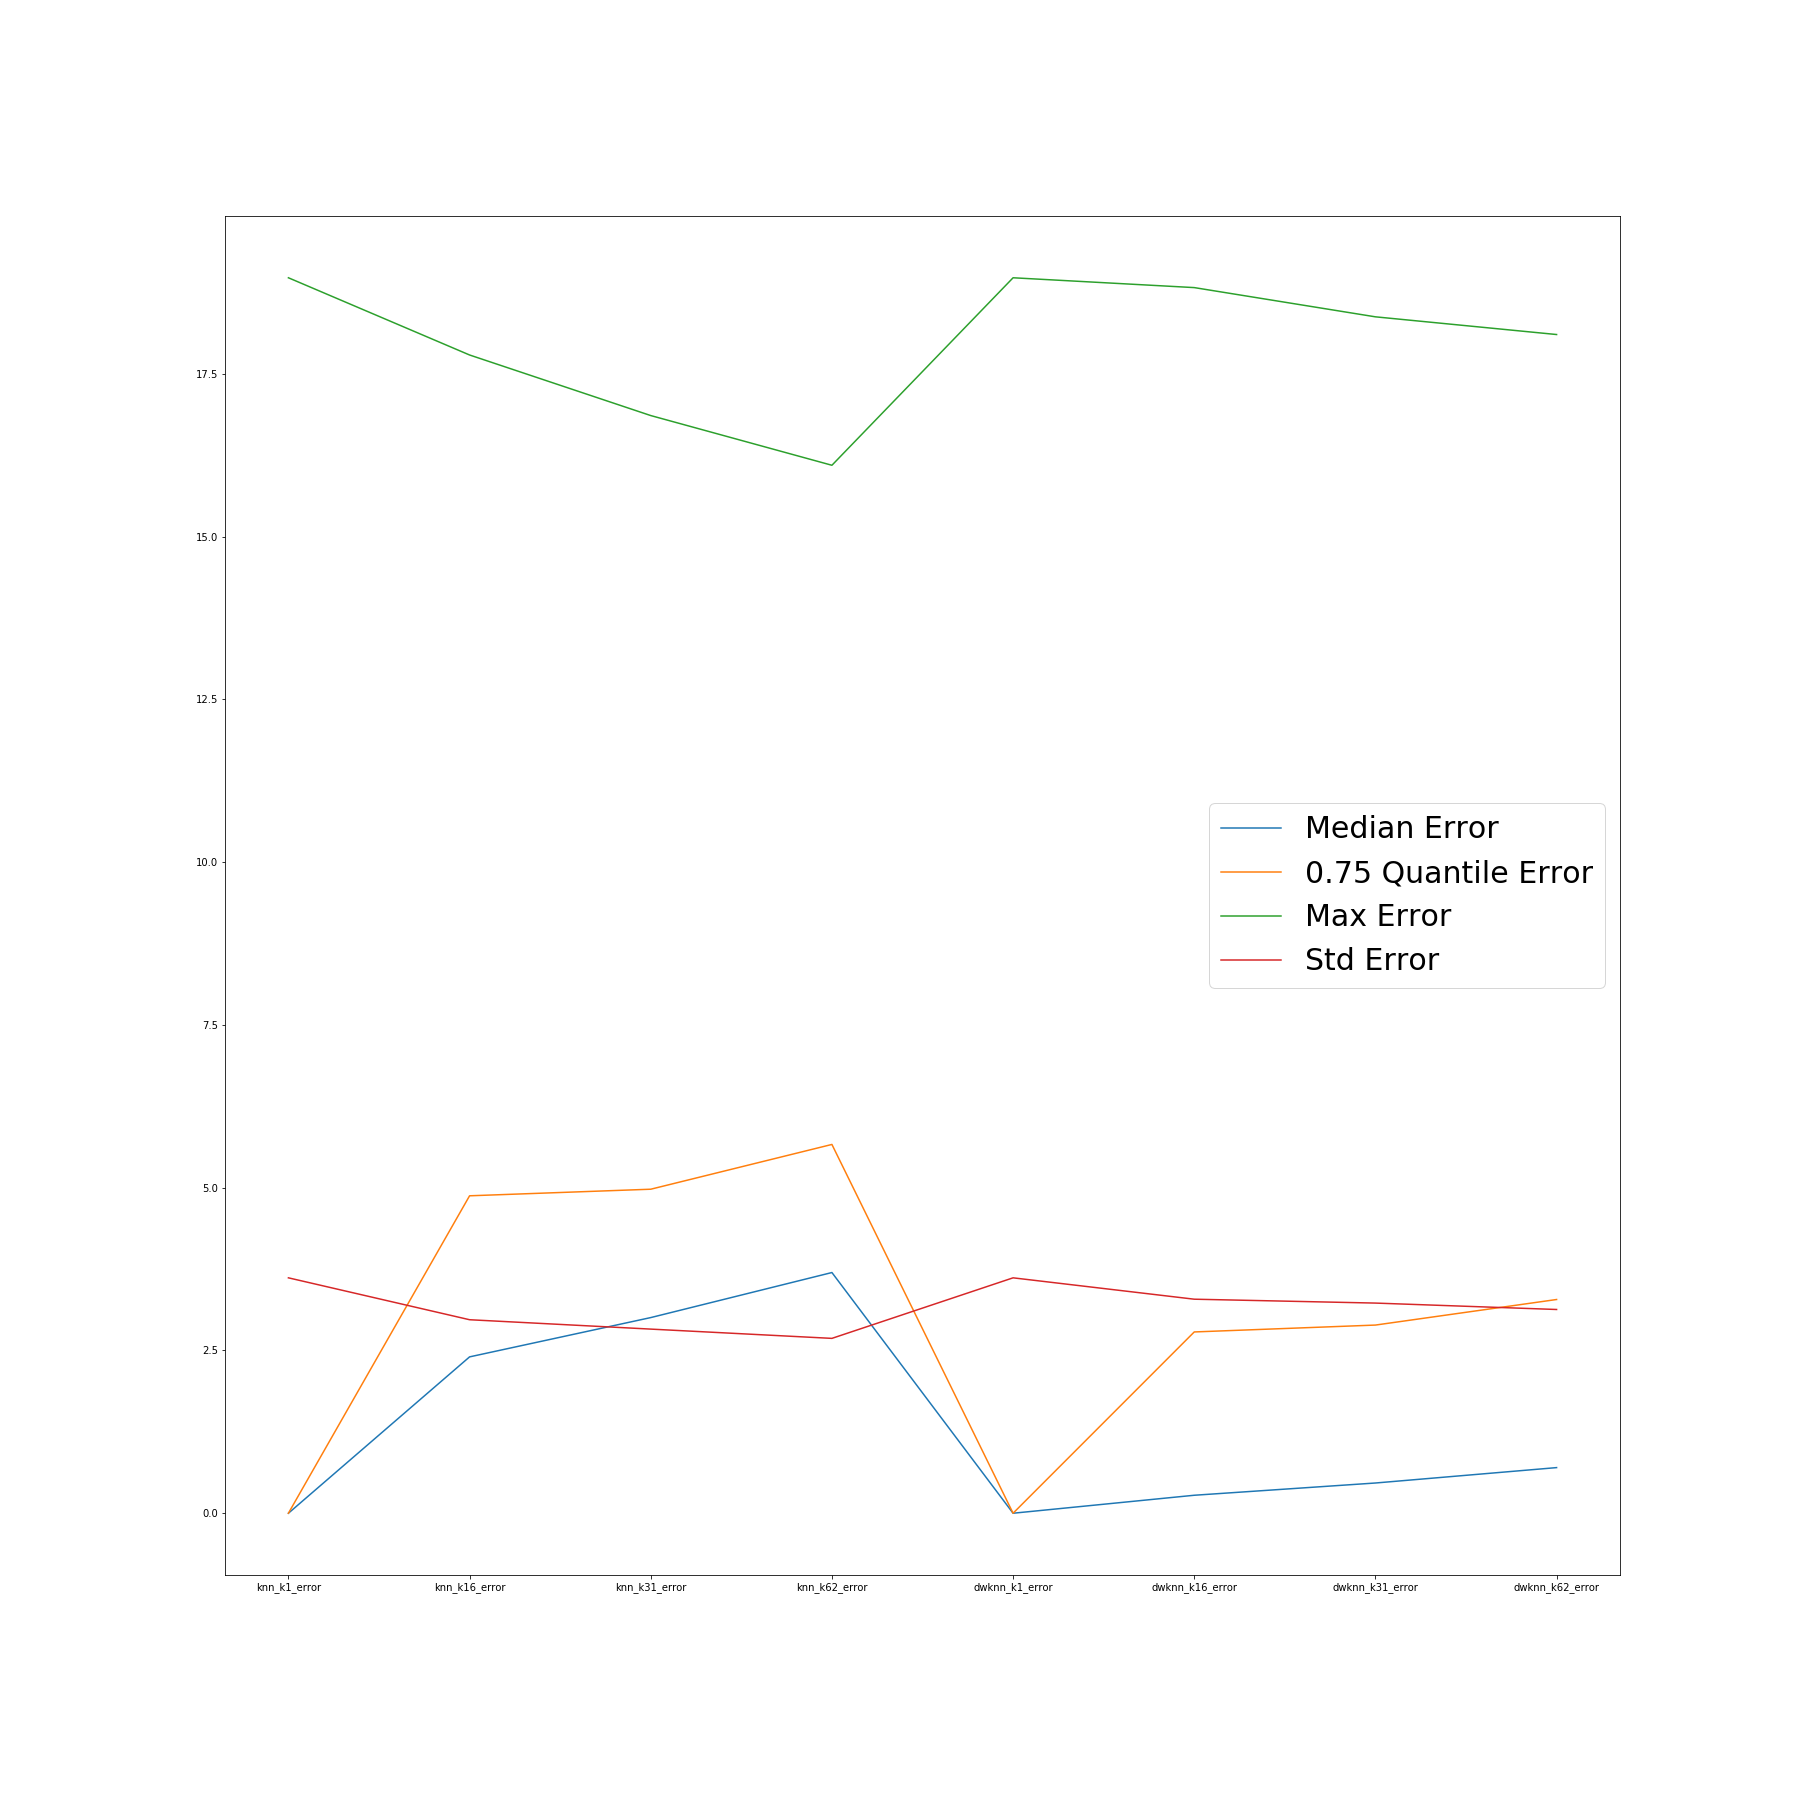 17.5
15.0
12.5
10.0
7.5
5.0
2.5
0.0
Median Error
0.75 Quantile Error
Max Error
Std Error
knn_k1_error knn_k16_error knn_k31_error knn_k62_error dwknn_k1_error dwknn_k16_error dwknn_k31_error dwknn_k62_error